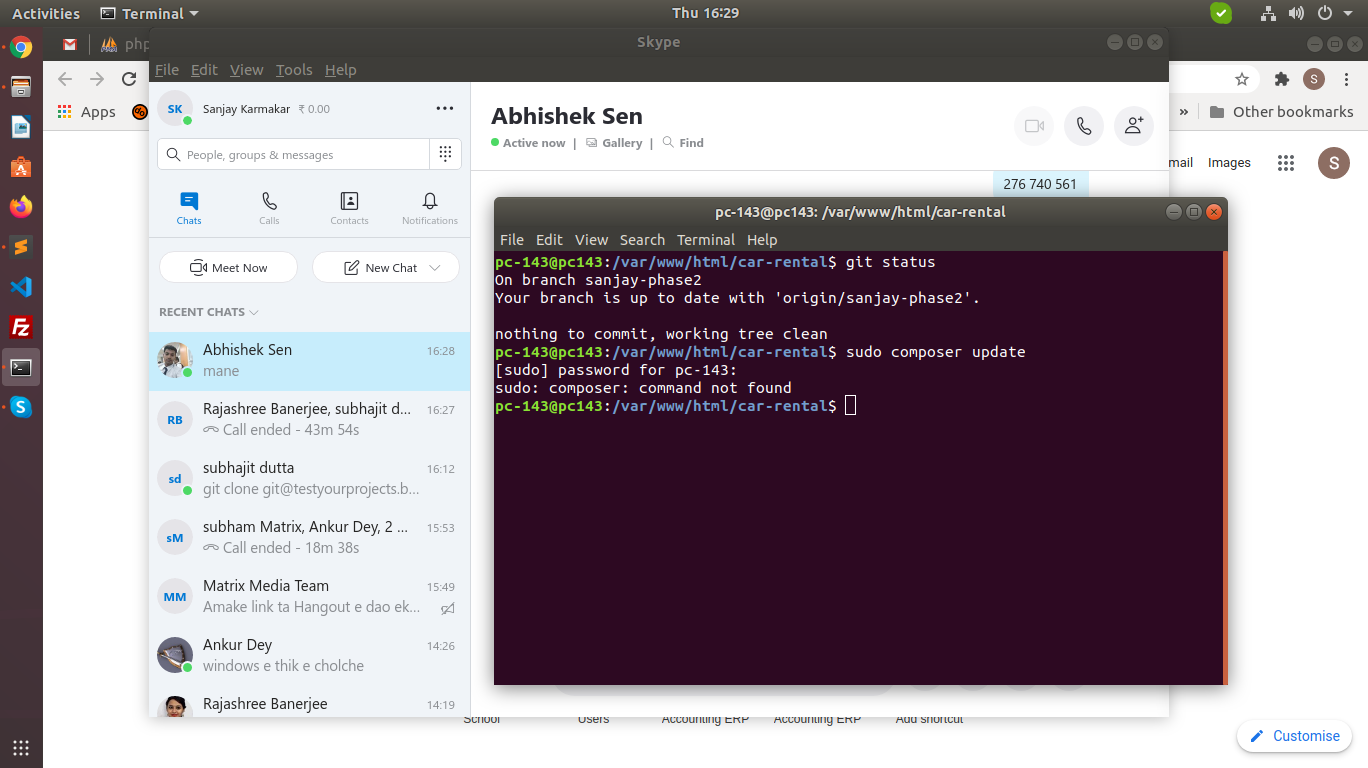 Activities
Terminal
Thu 16:29
php
Skype
File Edit View Tools Help
Apps
»
Other bookmarks
S
SK
Sanjay Karmakar ₹ 0.00
People, groups & messages
Chats
Calls
Contacts
Notifications
Meet Now
New Chat
RECENT CHATS
Abhishek Sen 16:28
mane
RB
Rajashree Banerjee, subhajit d... 16:27
Call ended - 43m 54s
sd
subhajit dutta 16:12
git clone git@testyourprojects.b...
sM
subham Matrix, Ankur Dey, 2 ... 15:53
Call ended - 18m 38s
MM
Matrix Media Team 15:49
Amake link ta Hangout e dao ek...
Ankur Dey 14:26
windows e thik e cholche
Rajashree Banerjee 14:19
Abhishek Sen
Active now | Gallery | Find
276 740 561
mail
Images
S
pc-143@pc143: /var/www/html/car-rental
File Edit View Search Terminal Help
pc-143@pc143:/var/www/html/car-rental$ git status
On branch sanjay-phase2
Your branch is up to date with 'origin/sanjay-phase2'.
nothing to commit, working tree clean
pc-143@pc143:/var/www/html/car-rental$ sudo composer update
[sudo] password for pc-143:
sudo: composer: command not found
pc-143@pc143:/var/www/html/car-rental$
School
Users
Accounting ERP
Accounting ERP
Add shortcut
Customise